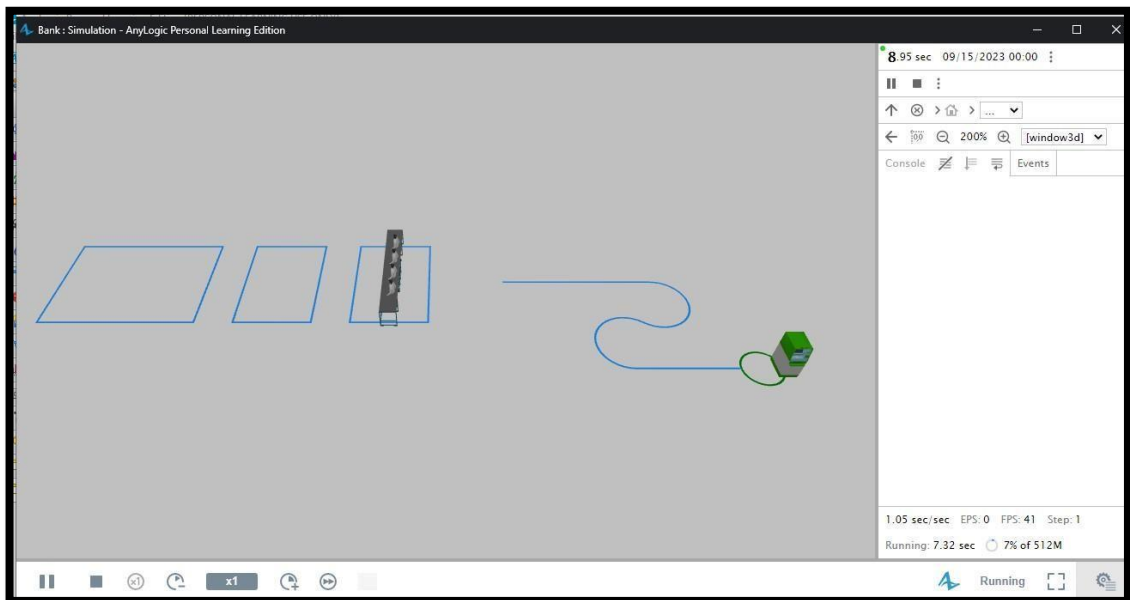 Bank : Simulation - AnyLogic Personal Learning Edition
8.95 sec 09/15/2023 00:00
> > ...
200% [window3d]
Console Events
1.05 sec/sec EPS: 0 FPS: 41 Step: 1
Running: 7.32 sec 7% of 512M
x1 x1 Running